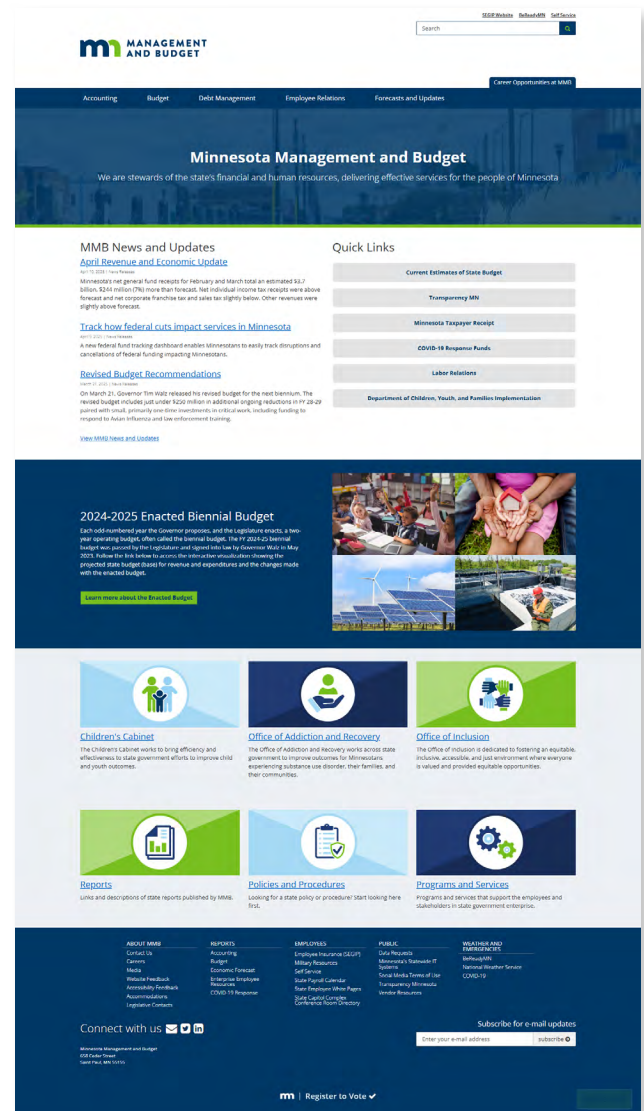 SEGIP Website BeReadyMN Self Service
Search
MANAGEMENT
AND BUDGET
Career Opportunities at MMB
Accounting Budget Debt Management Employee Relations Forecasts and Updates
Minnesota Management and Budget
We are stewards of the state's financial and human resources, delivering effective services for the people of Minnesota
MMB News and Updates
April Revenue and Economic Update
April 10, 2025 | News Releases
Minnesota's net general fund receipts for February and March total an estimated $3.7
billion, $244 million (7%) more than forecast. Net individual income tax receipts were above
forecast and net corporate franchise tax and sales tax slightly below. Other revenues were
slightly above forecast.
Track how federal cuts impact services in Minnesota
2025 | News Releases
A new federal fund tracking dashboard enables Minnesotans to easily track disruptions and
cancellations of federal funding impacting Minnesotans.
Revised Budget Recommendations
March 21, 2025 | News Releases
On March 21, Governor Tim Walz released his revised budget for the next biennium. The
revised budget includes just under $250 million in additional ongoing reductions in FY 28-29
paired with small, primarily one-time investments in critical work, including funding to
respond to Avian Influenza and law enforcement training.
View MMB News and Updates
Quick Links
Current Estimates of State Budget
Transparency MN
Minnesota Taxpayer Receipt
COVID-19 Response Funds
Labor Relations
Department of Children, Youth, and Families Implementation
2024-2025 Enacted Biennial Budget
Each odd-numbered year the Governor proposes, and the Legislature enacts, a two-
year operating budget, often called the biennial budget. The FY 2024-25 biennial
budget was passed by the Legislature and signed into law by Governor Walz in May
2023. Follow the link below to access the interactive visualization showing the
projected state budget (base) for revenue and expenditures and the changes made
with the enacted budget.
Learn more about the Enacted Budget
Children's Cabinet
The Children's Cabinet works to bring efficiency and
effectiveness to state government efforts to improve child
and youth outcomes.
Office of Addiction and Recovery
The Office of Addiction and Recovery works across state
government to improve outcomes for Minnesotans
experiencing substance use disorder, their families, and
their communities.
Office of Inclusion
The Office of Inclusion is dedicated to fostering an equitable,
inclusive, accessible, and just environment where everyone
is valued and provided equitable opportunities.
Reports
Links and descriptions of state reports published by MMB.
Policies and Procedures
Looking for a state policy or procedure? Start looking here
first.
Programs and Services
Programs and services that support the employees and
stakeholders in state government enterprise.
ABOUT MMB
Contact Us
Careers
Media
Website Feedback
Accessibility Feedback
Accommodations
Legislative Contacts
REPORTS
Accounting
Budget
Economic Forecast
Enterprise Employee
Resources
COVID-19 Response
EMPLOYEES
Employee Insurance (SEGIP)
Military Resources
Self Service
State Payroll Calendar
State Employee White Pages
State Capitol Complex
Conference Room Directory
PUBLIC
Data Requests
Minnesota's Statewide IT
Systems
Social Media Terms of Use
Transparency Minnesota
Vendor Resources
WEATHER AND
EMERGENCIES
BeReadyMN
National Weather Service
COVID-19
Connect with us
Subscribe for e-mail updates
Enter your e-mail address subscribe
Minnesota Management and Budget
658 Cedar Street
Saint Paul, MN 55155
mn | Register to Vote